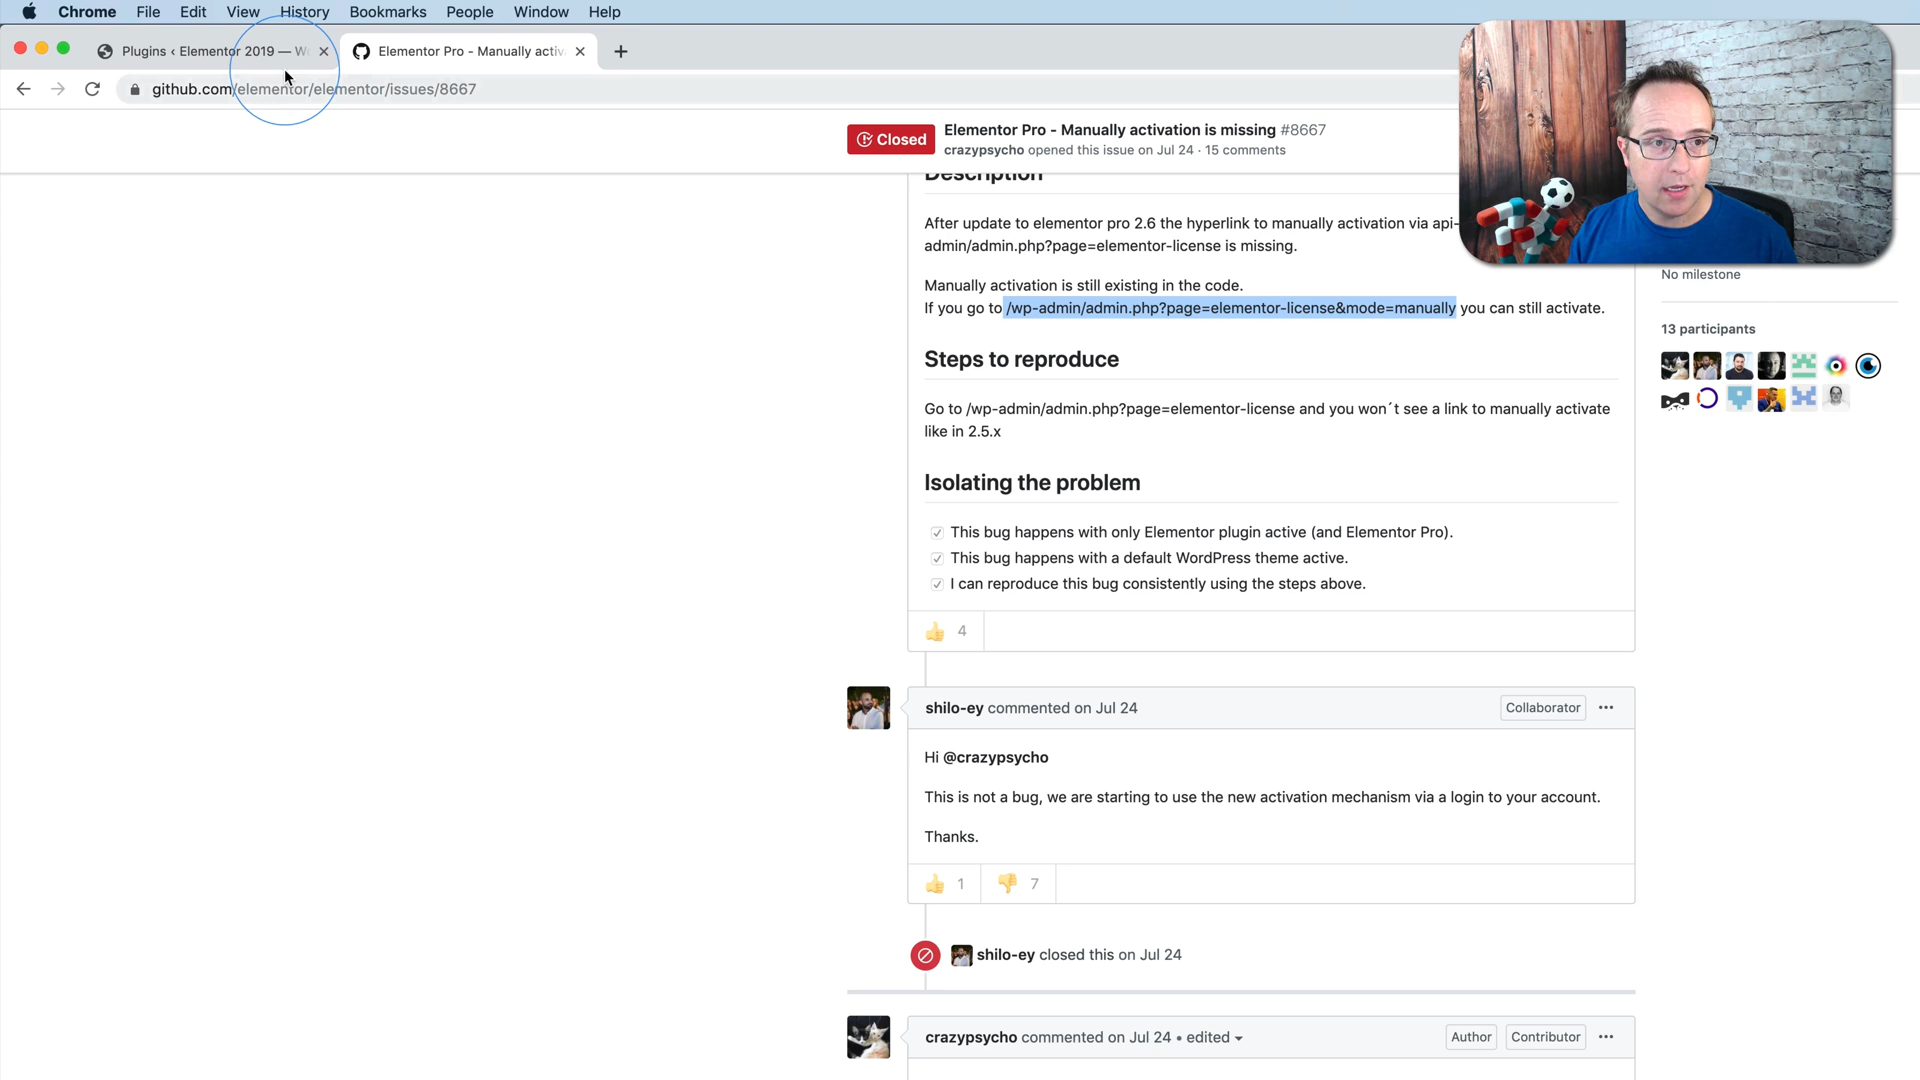 Chrome File Edit View History Bookmarks People Window Help
Plugins ‹ Elementor 2019 — W
Elementor Pro - Manually activ
github.com/elementor/elementor/issues/8667
Closed
Elementor Pro - Manually activation is missing #8667
crazypsycho opened this issue on Jul 24 · 15 comments
Description
After update to elementor pro 2.6 the hyperlink to manually activation via api-
admin/admin.php?page=elementor-license is missing.
Manually activation is still existing in the code.
If you go to /wp-admin/admin.php?page=elementor-license&mode=manually you can still activate.
No milestone
13 participants
Steps to reproduce
Go to /wp-admin/admin.php?page=elementor-license and you won´t see a link to manually activate
like in 2.5.x
Isolating the problem
This bug happens with only Elementor plugin active (and Elementor Pro).
This bug happens with a default WordPress theme active.
I can reproduce this bug consistently using the steps above.
4
shilo-ey commented on Jul 24
Collaborator
Hi @crazypsycho
This is not a bug, we are starting to use the new activation mechanism via a login to your account.
Thanks.
1 7
shilo-ey closed this on Jul 24
crazypsycho commented on Jul 24 • edited
Author Contributor